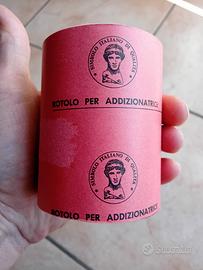 SIMBOLO ITALIANO DI QUALITÀ
ROTOLO PER ADDIZIONATRICE
SIMBOLO ITALIANO DI QUALITÀ
ROTOLO PER ADDIZIONATRICE